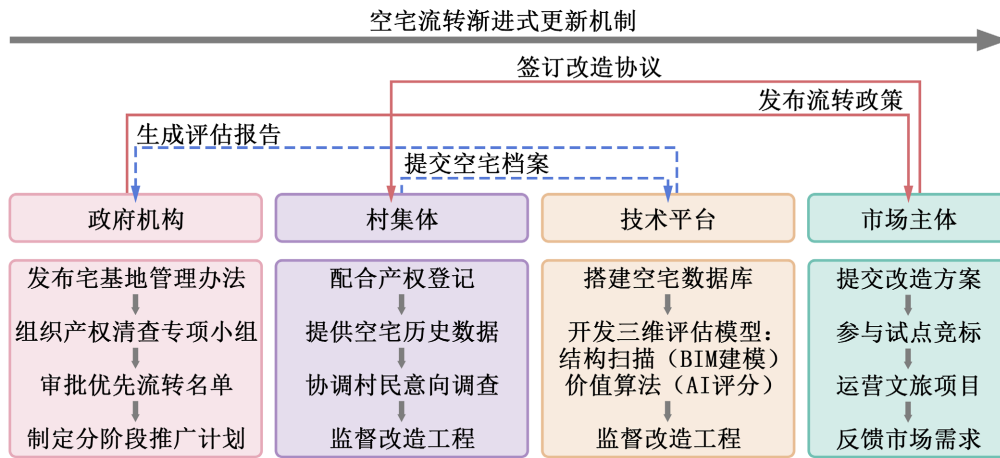 空宅流转渐进式更新机制
签订改造协议
发布流转政策
生成评估报告
提交空宅档案
政府机构
村集体
技术平台
市场主体
发布宅基地管理办法
组织产权清查专项小组
审批优先流转名单
制定分阶段推广计划
配合产权登记
提供空宅历史数据
协调村民意向调查
监督改造工程
搭建空宅数据库
开发三维评估模型：
结构扫描（BIM建模）
价值算法（AI评分）
监督改造工程
提交改造方案
参与试点竞标
运营文旅项目
反馈市场需求